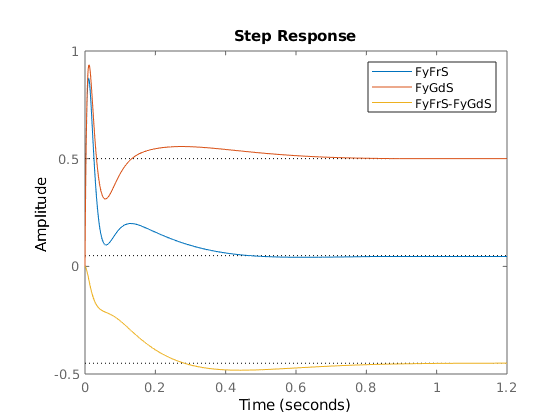 Step Response
FyFrS
FyGdS
FyFrS-FyGdS
Amplitude
1
0.5
0
-0.5
0
0.2
0.4
0.6
0.8
1
1.2
Time (seconds)